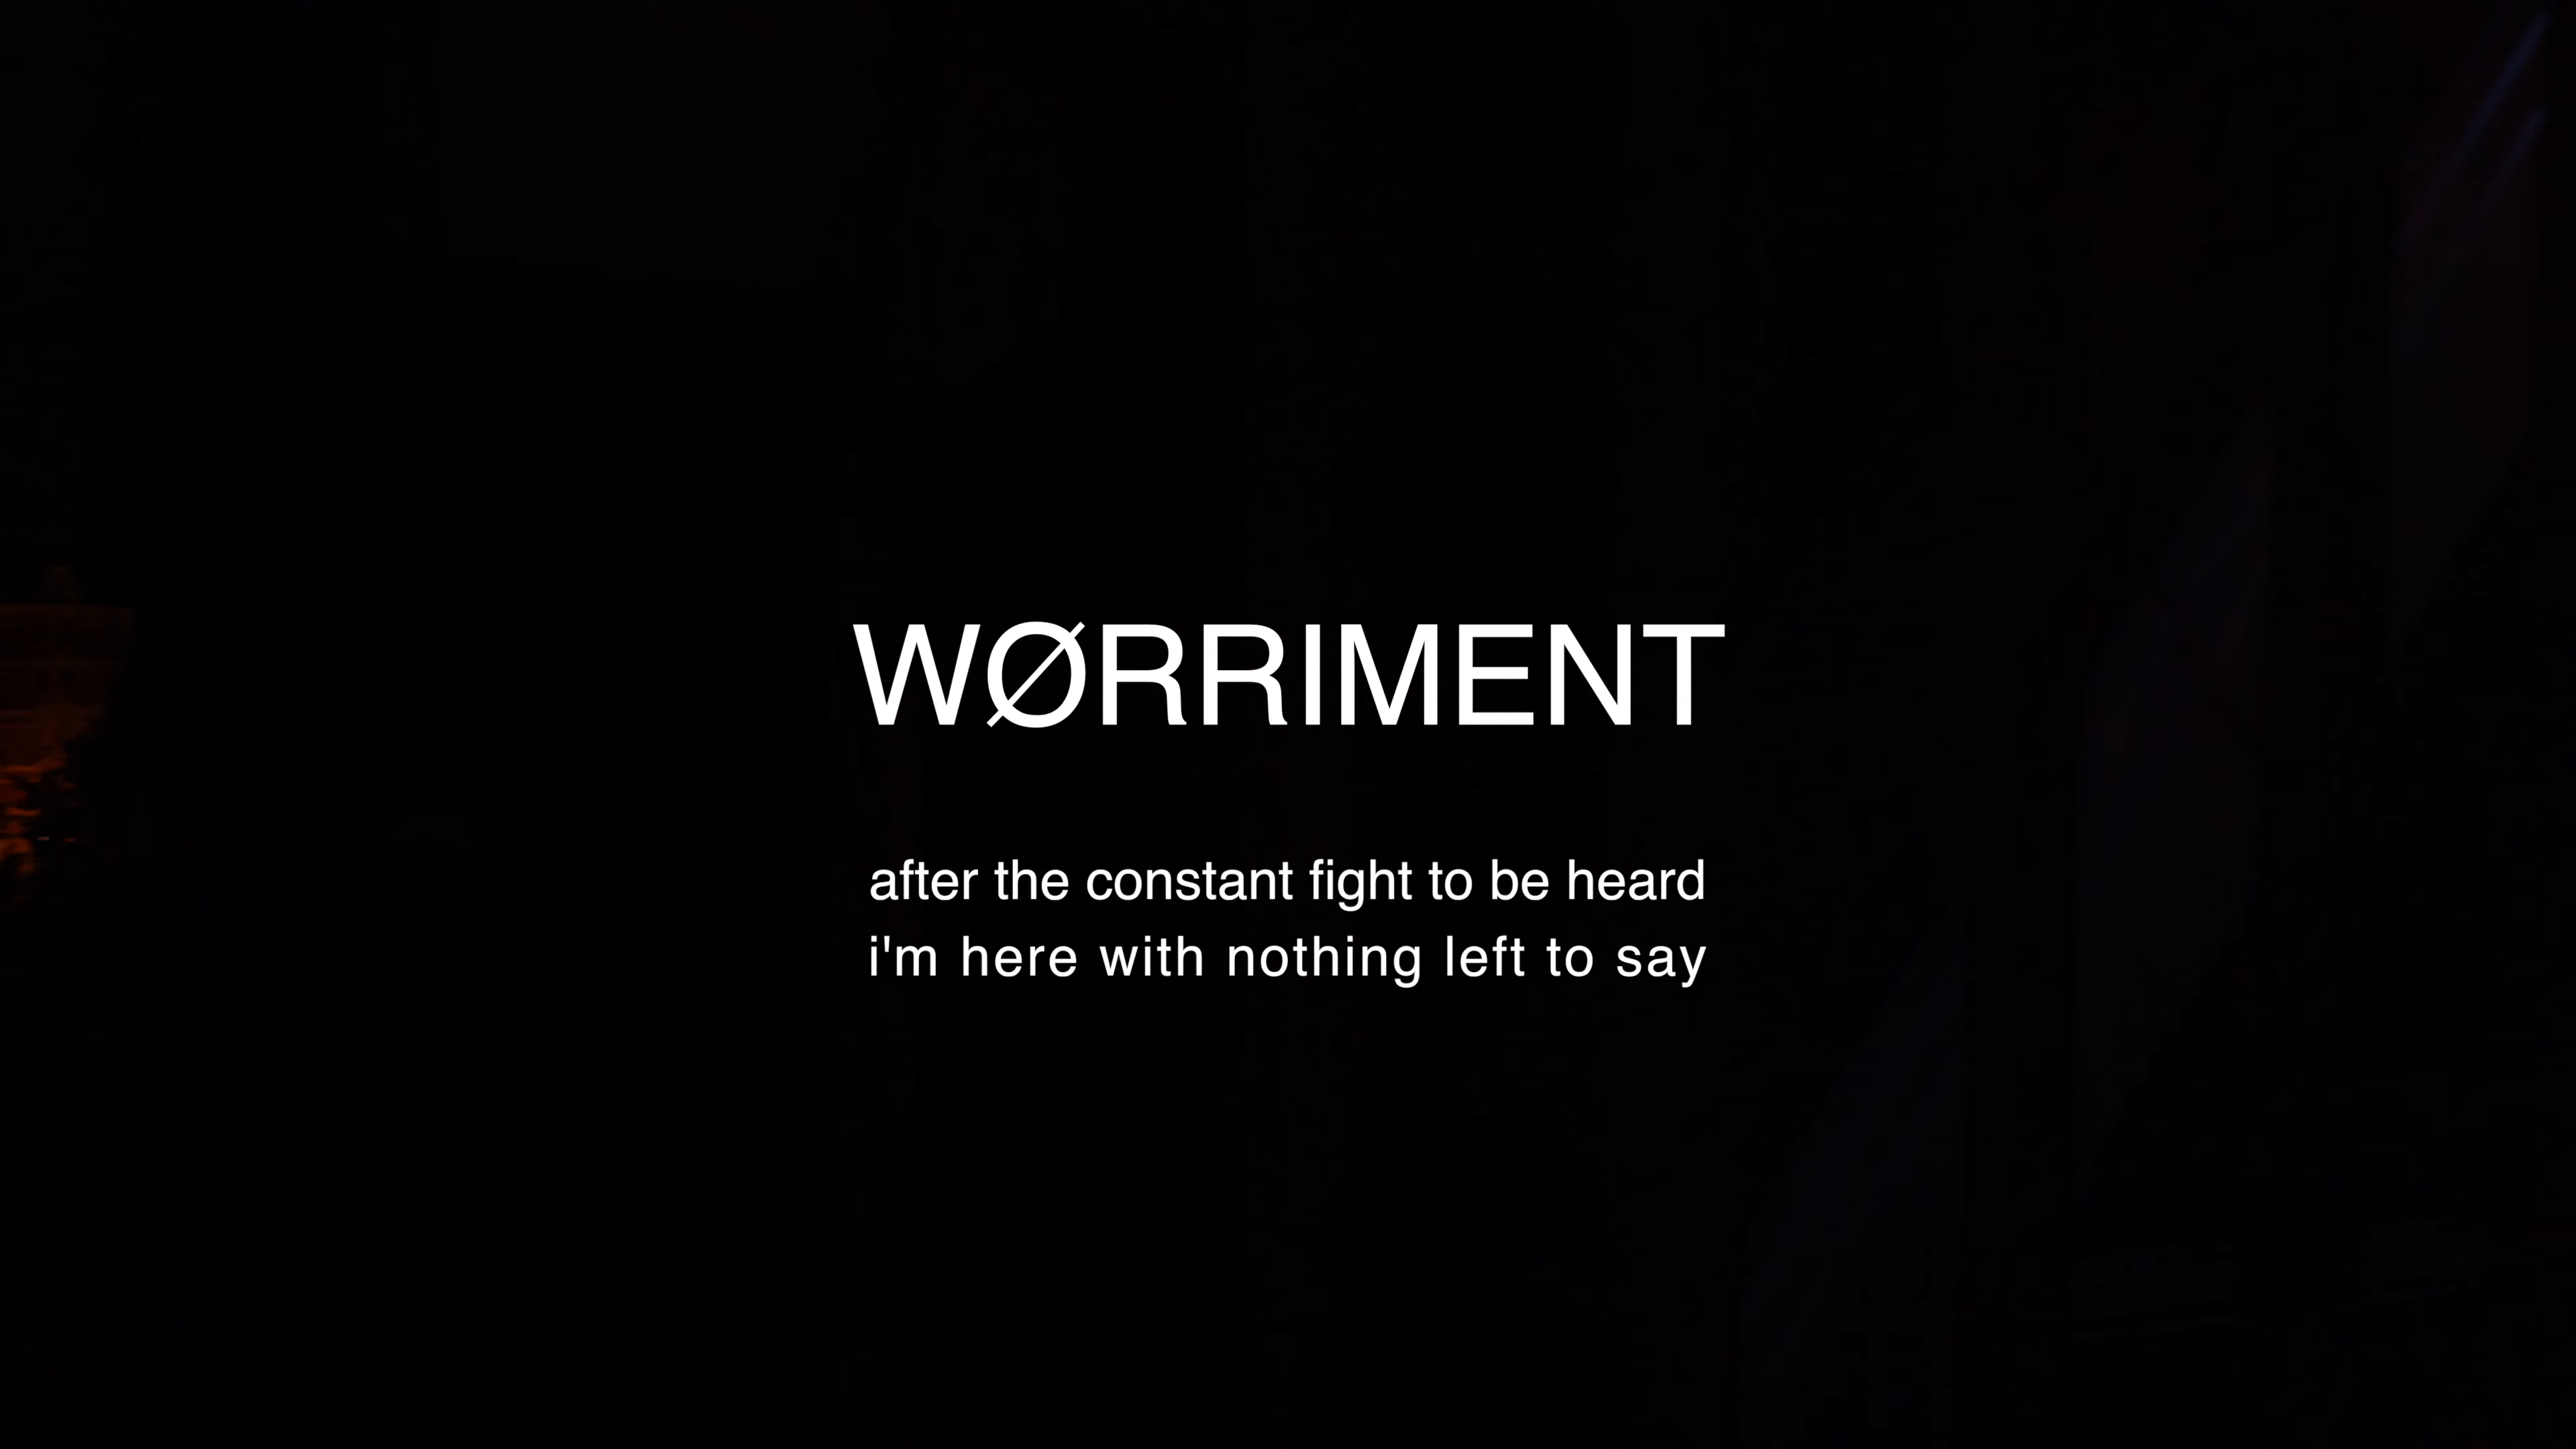 WØRRIMENT
after the constant fight to be heard
i'm here with nothing left to say